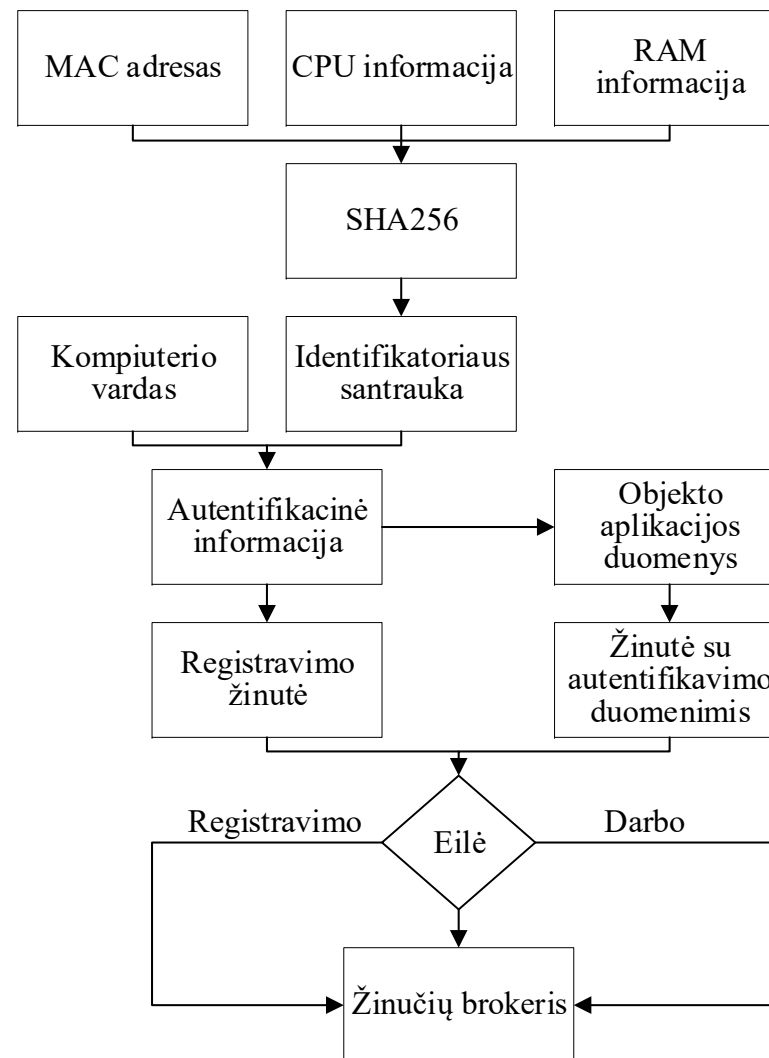 MAC adresas
CPU informacija
RAM
informacija
SHA256
Kompiuterio
vardas
Identifikatoriaus
santrauka
Autentifikacinė
informacija
Objekto
aplikacijos
duomenys
Registravimo
žinutė
Žinutė su
autentifikavimo
duomenimis
Registravimo
Eilė
Darbo
Žinučių brokeris